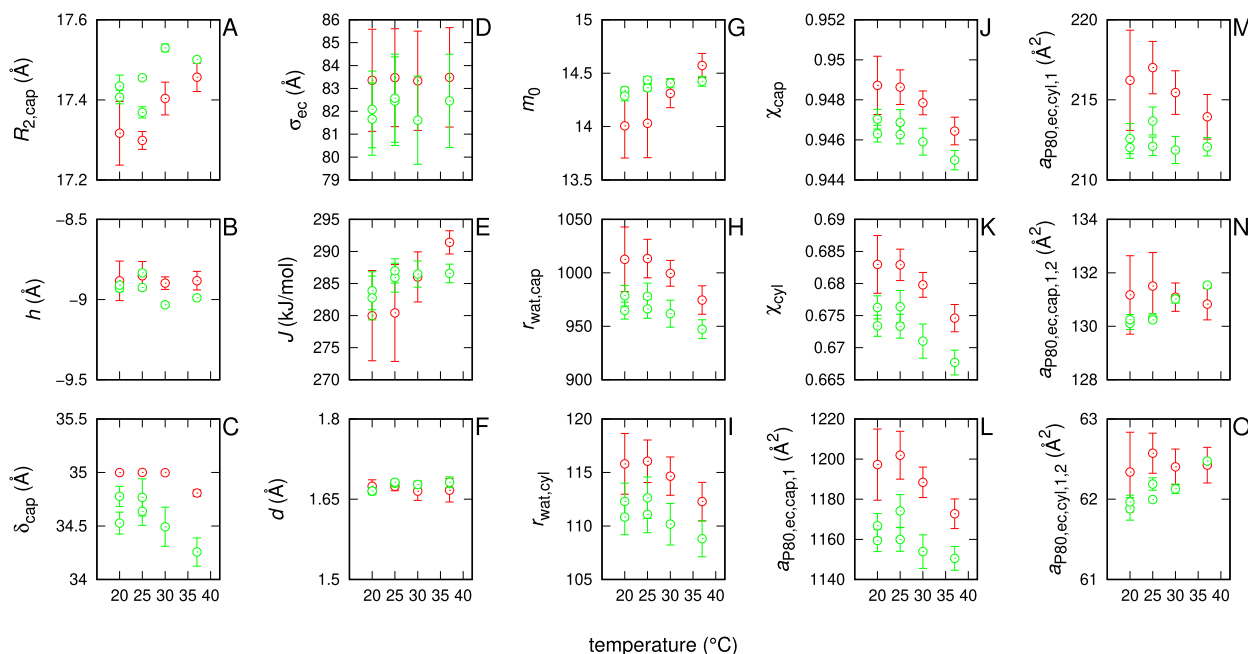 17.6
17.4
17.2
R2,cap (Å)
A
−8.5
−9
−9.5
h (Å)
B
35.5
35
34.5
34
δcap (Å)
C
20 25 30 35 40
87
86
85
84
83
82
81
80
79
σec (Å)
D
295
290
285
280
275
270
J (kJ/mol)
E
1.8
1.65
1.5
d (Å)
F
20 25 30 35 40
15
14.5
14
13.5
m0
G
1050
1000
950
900
rwat,cap
H
120
115
110
105
rwat,cyl
I
20 25 30 35 40
0.952
0.95
0.948
0.946
0.944
χcap
J
0.69
0.685
0.68
0.675
0.67
0.665
χcyl
K
1220
1200
1180
1160
1140
aP80,ec,cap,1 (Å2)
L
20 25 30 35 40
220
215
210
aP80,ec,cyl,1 (Å2)
M
134
132
130
128
aP80,ec,cap,1,2 (Å2)
N
63
62
61
aP80,ec,cyl,1,2 (Å2)
O
20 25 30 35 40
temperature (°C)